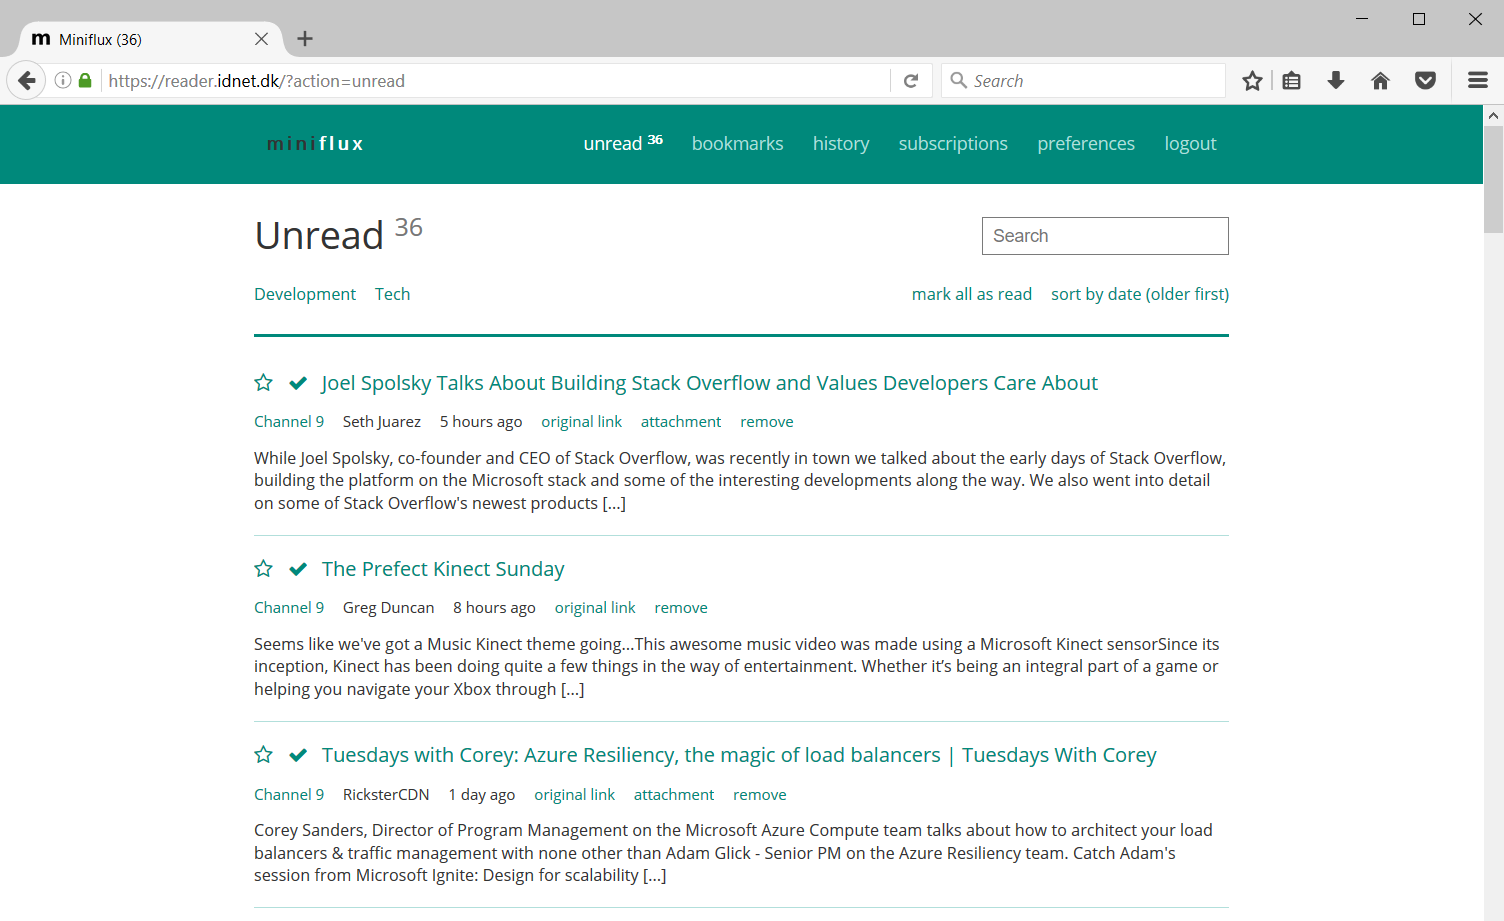 m Miniflux (36)
https://reader.idnet.dk/?action=unread Search
miniflux unread 36 bookmarks history subscriptions preferences logout
Unread 36 Search
Development Tech mark all as read sort by date (older first)
Joel Spolsky Talks About Building Stack Overflow and Values Developers Care About
Channel 9 Seth Juarez 5 hours ago original link attachment remove
While Joel Spolsky, co-founder and CEO of Stack Overflow, was recently in town we talked about the early days of Stack Overflow,
building the platform on the Microsoft stack and some of the interesting developments along the way. We also went into detail
on some of Stack Overflow's newest products [...]
The Prefect Kinect Sunday
Channel 9 Greg Duncan 8 hours ago original link remove
Seems like we've got a Music Kinect theme going...This awesome music video was made using a Microsoft Kinect sensorSince its
inception, Kinect has been doing quite a few things in the way of entertainment. Whether it’s being an integral part of a game or
helping you navigate your Xbox through [...]
Tuesdays with Corey: Azure Resiliency, the magic of load balancers | Tuesdays With Corey
Channel 9 RicksterCDN 1 day ago original link attachment remove
Corey Sanders, Director of Program Management on the Microsoft Azure Compute team talks about how to architect your load
balancers & traffic management with none other than Adam Glick - Senior PM on the Azure Resiliency team. Catch Adam's
session from Microsoft Ignite: Design for scalability [...]